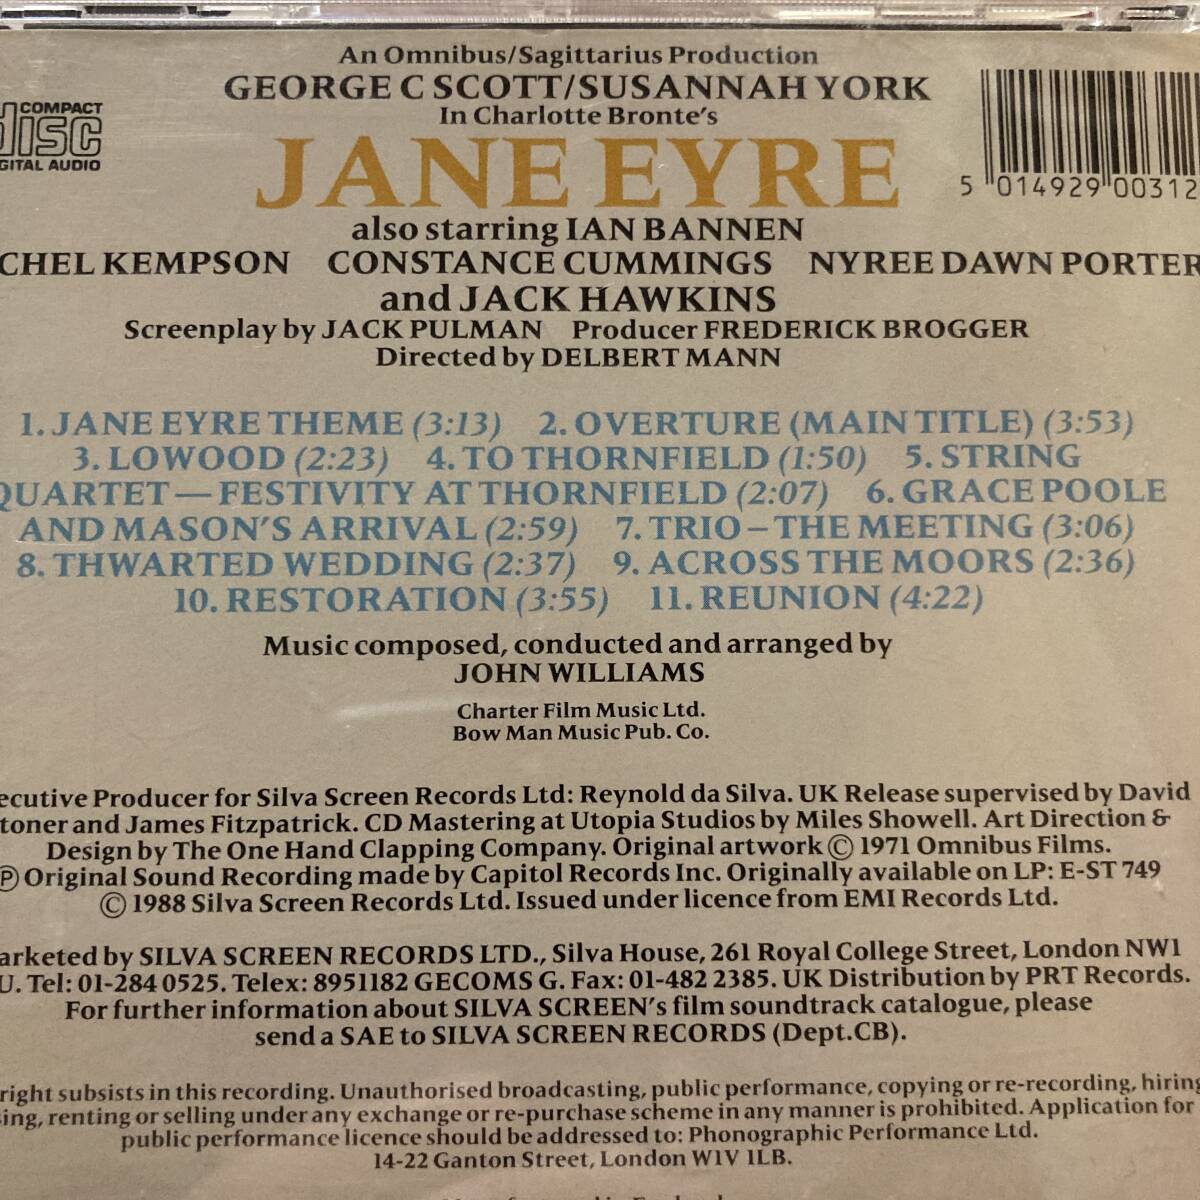 An Omnibus/Sagittarius Production
GEORGE C SCOTT/SUSANNAH YORK
In Charlotte Bronte's
COMPACT
disc
DIGITAL AUDIO
JANE EYRE
5 014929 00312
also starring IAN BANNEN
CHEL KEMPSON CONSTANCE CUMMINGS NYREE DAWN PORTER
and JACK HAWKINS
Screenplay by JACK PULMAN Producer FREDERICK BROGGER
Directed by DELBERT MANN
1. JANE EYRE THEME (3:13) 2. OVERTURE (MAIN TITLE) (3:53)
3. LOWOOD (2:23) 4. TO THORNFIELD (1:50) 5. STRING
QUARTET — FESTIVITY AT THORNFIELD (2:07) 6. GRACE POOLE
AND MASON'S ARRIVAL (2:59) 7. TRIO – THE MEETING (3:06)
8. THWARTED WEDDING (2:37) 9. ACROSS THE MOORS (2:36)
10. RESTORATION (3:55) 11. REUNION (4:22)
Music composed, conducted and arranged by
JOHN WILLIAMS
Charter Film Music Ltd.
Bow Man Music Pub. Co.
ecutive Producer for Silva Screen Records Ltd: Reynold da Silva. UK Release supervised by David
toner and James Fitzpatrick. CD Mastering at Utopia Studios by Miles Showell. Art Direction &
Design by The One Hand Clapping Company. Original artwork © 1971 Omnibus Films.
Ⓟ Original Sound Recording made by Capitol Records Inc. Originally available on LP: E-ST 749
© 1988 Silva Screen Records Ltd. Issued under licence from EMI Records Ltd.
arketed by SILVA SCREEN RECORDS LTD., Silva House, 261 Royal College Street, London NW1
U. Tel: 01-284 0525. Telex: 8951182 GECOMS G. Fax: 01-482 2385. UK Distribution by PRT Records.
For further information about SILVA SCREEN's film soundtrack catalogue, please
send a SAE to SILVA SCREEN RECORDS (Dept.CB).
right subsists in this recording. Unauthorised broadcasting, public performance, copying or re-recording, hiring
ing, renting or selling under any exchange or re-purchase scheme in any manner is prohibited. Application for
public performance licence should be addressed to: Phonographic Performance Ltd.
14-22 Ganton Street, London W1V 1LB.